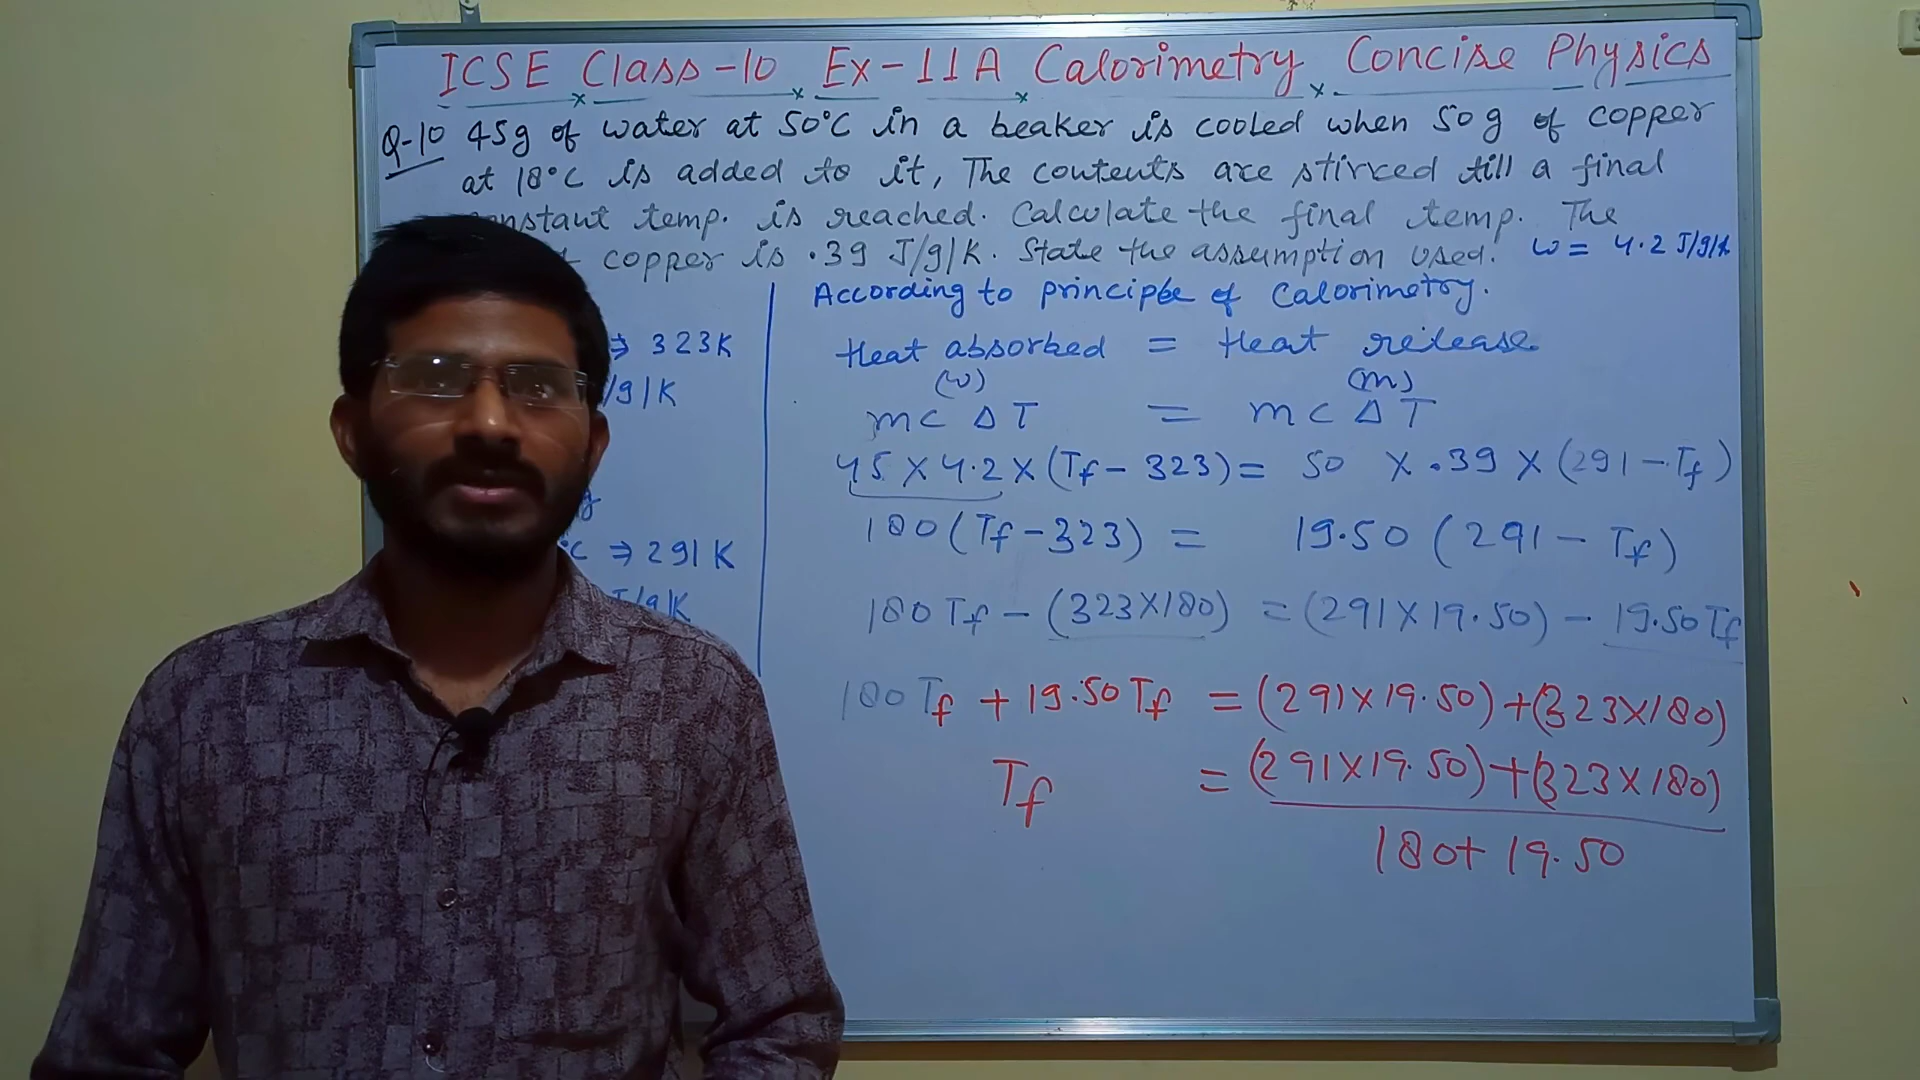 ICSE Class-10 Ex-11A Calorimetry Concise Physics
Q-10 45g of water at 50°C in a beaker is cooled when 50g of copper
at 18°C is added to it, The contents are stirred till a final
nstant temp. is reached. Calculate the final temp. The
copper is .39 J/g/K. State the assumption used. w = 4.2 J/g/k
⇒ 323K
/g/K
°C ⇒ 291 K
J/g/K
According to principle of Calorimetry.
Heat absorbed = Heat release
(w) (m)
mc ΔT = mc ΔT
45 × 4.2 × (Tf - 323) = 50 × .39 × (291 - Tf)
180 (Tf - 323) = 19.50 (291 - Tf)
180 Tf - (323×180) = (291×19.50) - 19.50 Tf
180 Tf + 19.50 Tf = (291×19.50) + (323×180)
Tf = (291×19.50) + (323×180)
180 + 19.50